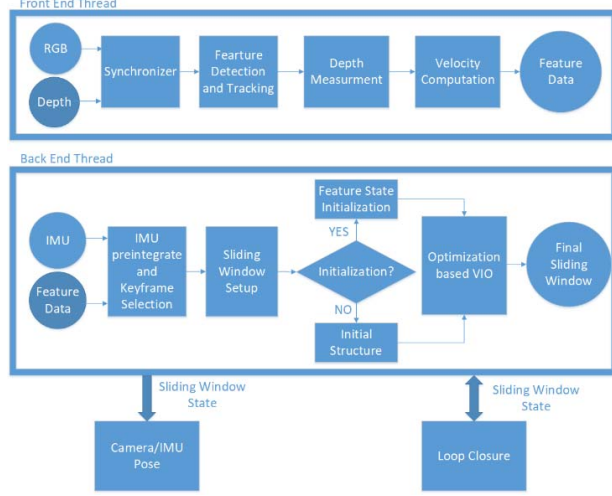 Front End Thread
RGB
Depth
Synchronizer
Fearture
Detection
and Tracking
Depth
Measurment
Velocity
Computation
Feature
Data
Back End Thread
IMU
Feature
Data
IMU
preintegrate
and
Keyframe
Selection
Sliding
Window
Setup
Feature State
Initialization
YES
Initialization?
NO
Initial
Structure
Optimization
based VIO
Final
Sliding
Window
Sliding Window
State
Sliding Window
State
Camera/IMU
Pose
Loop Closure